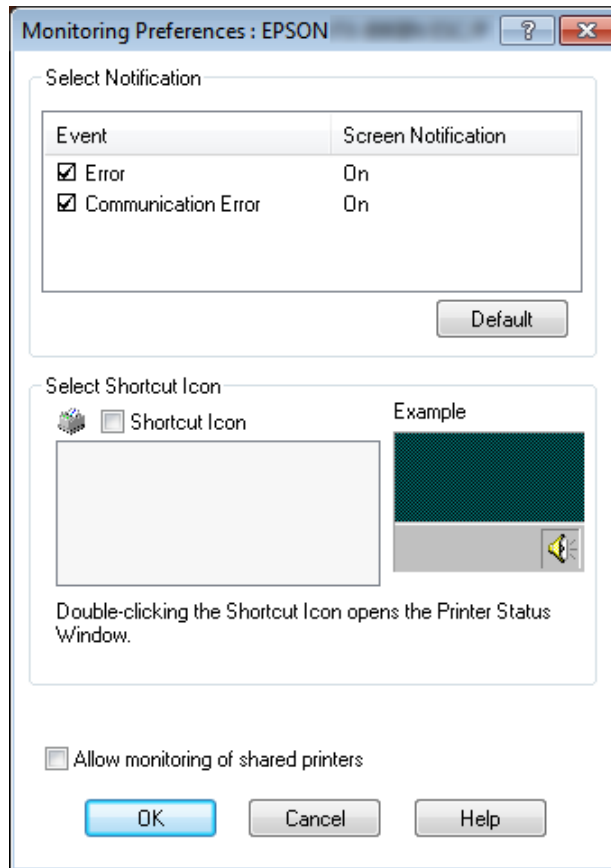 Monitoring Preferences : EPSON
Select Notification
Event Screen Notification
Error On
Communication Error On
Default
Select Shortcut Icon
Shortcut Icon Example
Double-clicking the Shortcut Icon opens the Printer Status
Window.
Allow monitoring of shared printers
OK Cancel Help